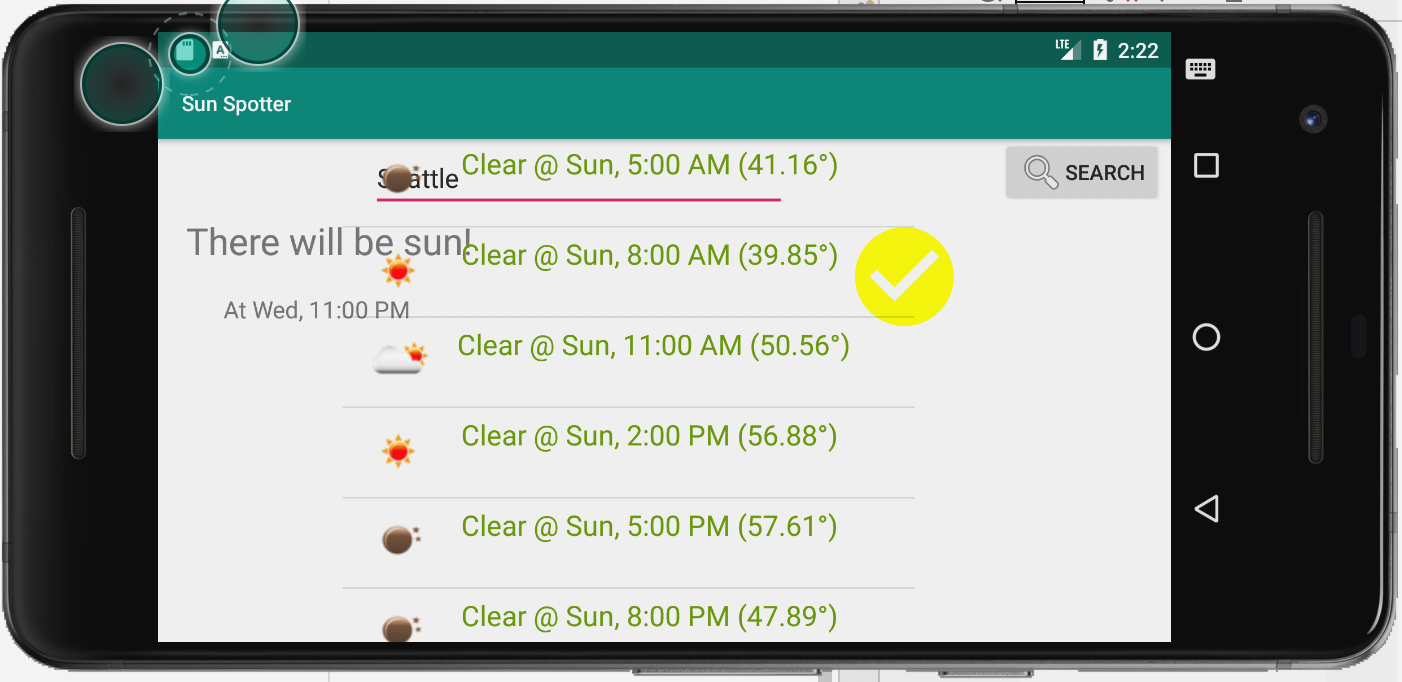 A
LTE
2:22
Sun Spotter
Seattle
Clear @ Sun, 5:00 AM (41.16°)
SEARCH
There will be sun!
Clear @ Sun, 8:00 AM (39.85°)
At Wed, 11:00 PM
Clear @ Sun, 11:00 AM (50.56°)
Clear @ Sun, 2:00 PM (56.88°)
Clear @ Sun, 5:00 PM (57.61°)
Clear @ Sun, 8:00 PM (47.89°)